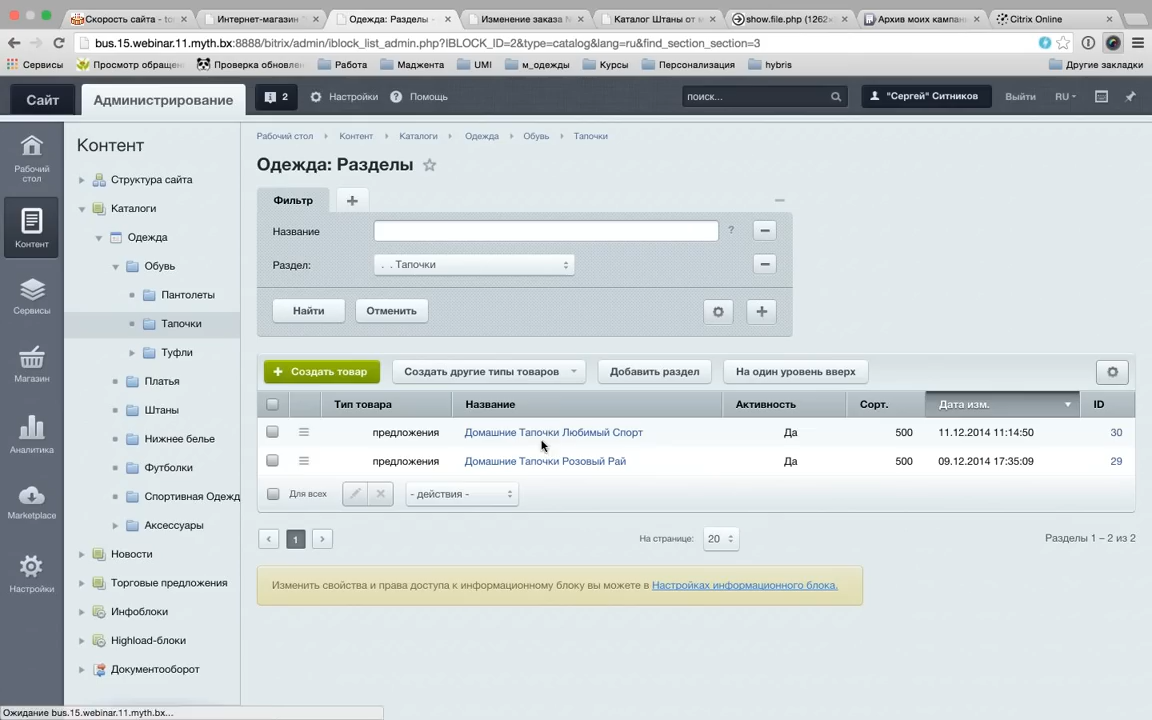 Скорость сайта - то
Интернет-магазин "
Одежда: Разделы -
Изменение заказа №
Каталог Штаны от м
show.file.php (1262×
Архив моих кампани
Citrix Online
bus.15.webinar.11.myth.bx:8888/bitrix/admin/iblock_list_admin.php?IBLOCK_ID=2&type=catalog&lang=ru&find_section_section=3
Сервисы Просмотр обращен Проверка обновлен Работа Маджента UMI м_одежды Курсы Персонализация hybris Другие закладки
Сайт Администрирование 2 Настройки Помощь поиск... "Сергей" Ситников Выйти RU
Рабочий стол
Контент
Сервисы
Магазин
Аналитика
Marketplace
Настройки
Контент
Структура сайта
Каталоги
Одежда
Обувь
Пантолеты
Тапочки
Туфли
Платья
Штаны
Нижнее белье
Футболки
Спортивная Одежд
Аксессуары
Новости
Торговые предложения
Инфоблоки
Highload-блоки
Документооборот
Рабочий стол Контент Каталоги Одежда Обувь Тапочки
Одежда: Разделы
Фильтр
Название ?
Раздел: . . Тапочки
Найти Отменить
Создать товар Создать другие типы товаров Добавить раздел На один уровень вверх
Тип товара Название Активность Сорт. Дата изм. ID
предложения Домашние Тапочки Любимый Спорт Да 500 11.12.2014 11:14:50 30
предложения Домашние Тапочки Розовый Рай Да 500 09.12.2014 17:35:09 29
Для всех - действия -
1 На странице: 20 Разделы 1 – 2 из 2
Изменить свойства и права доступа к информационному блоку вы можете в Настройках информационного блока.
Ожидание bus.15.webinar.11.myth.bx...